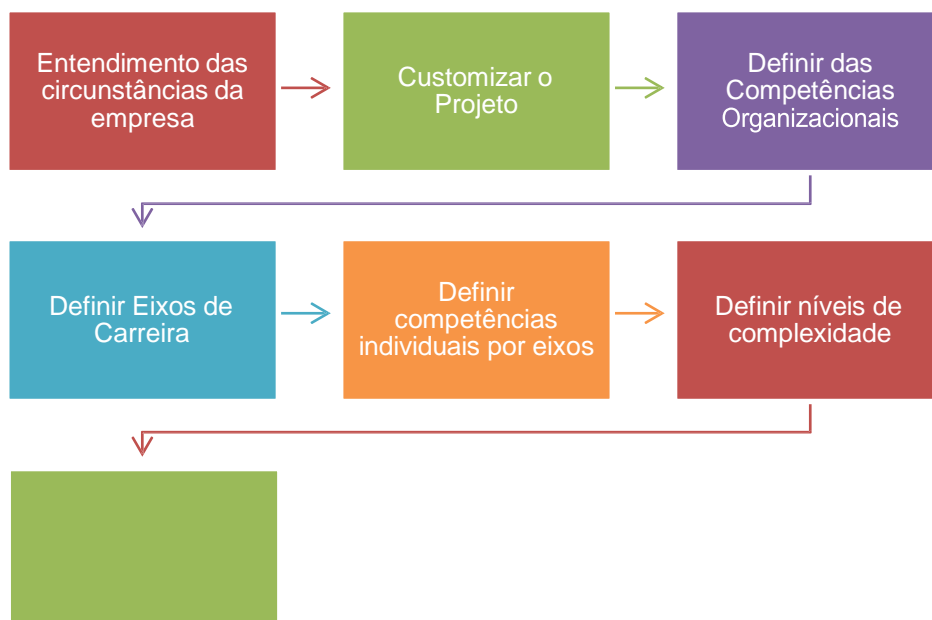 Entendimento das
circunstâncias da
empresa
Customizar o
Projeto
Definir das
Competências
Organizacionais
Definir Eixos de
Carreira
Definir
competências
individuais por eixos
Definir níveis de
complexidade